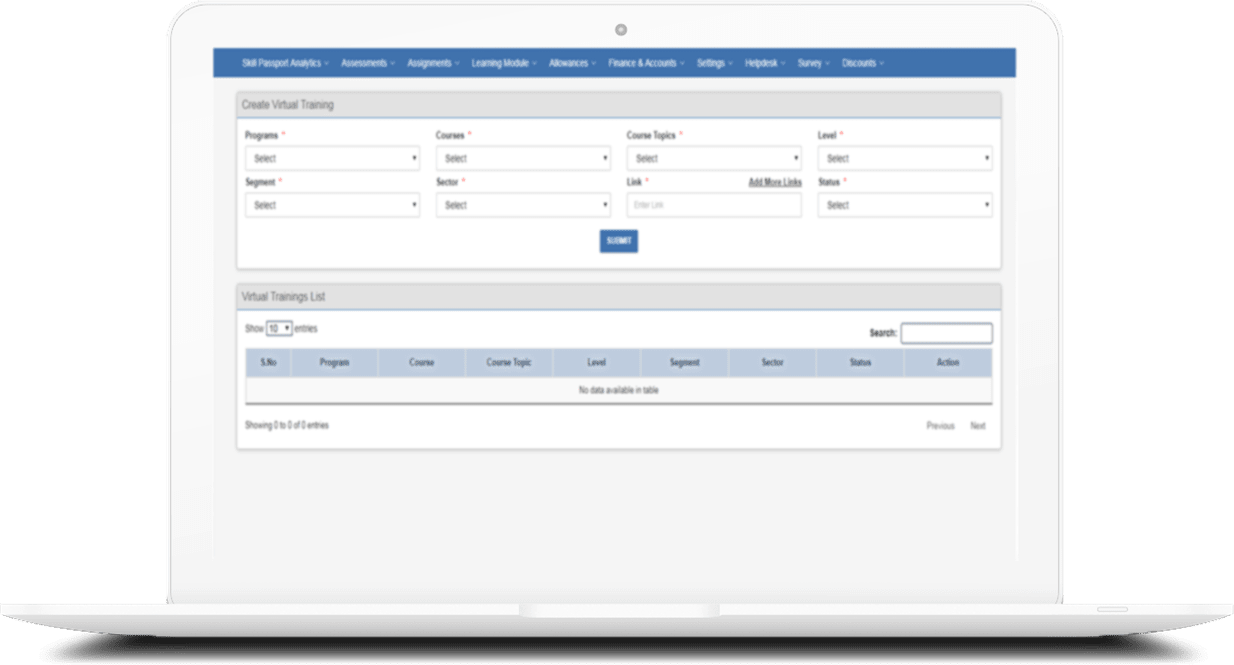 Skill Passport Analytics Assessments Assignments Learning Module Allowances Finance & Accounts Settings Helpdesk Survey Discounts
Create Virtual Training
Programs * Courses * Course Topics * Level *
Select Select Select Select
Segment * Sector * Link * Add More Links Status *
Select Select Enter Link Select
SUBMIT
Virtual Trainings List
Show 10 entries Search:
S.No Program Course Course Topic Level Segment Sector Status Action
No data available in table
Showing 0 to 0 of 0 entries Previous Next